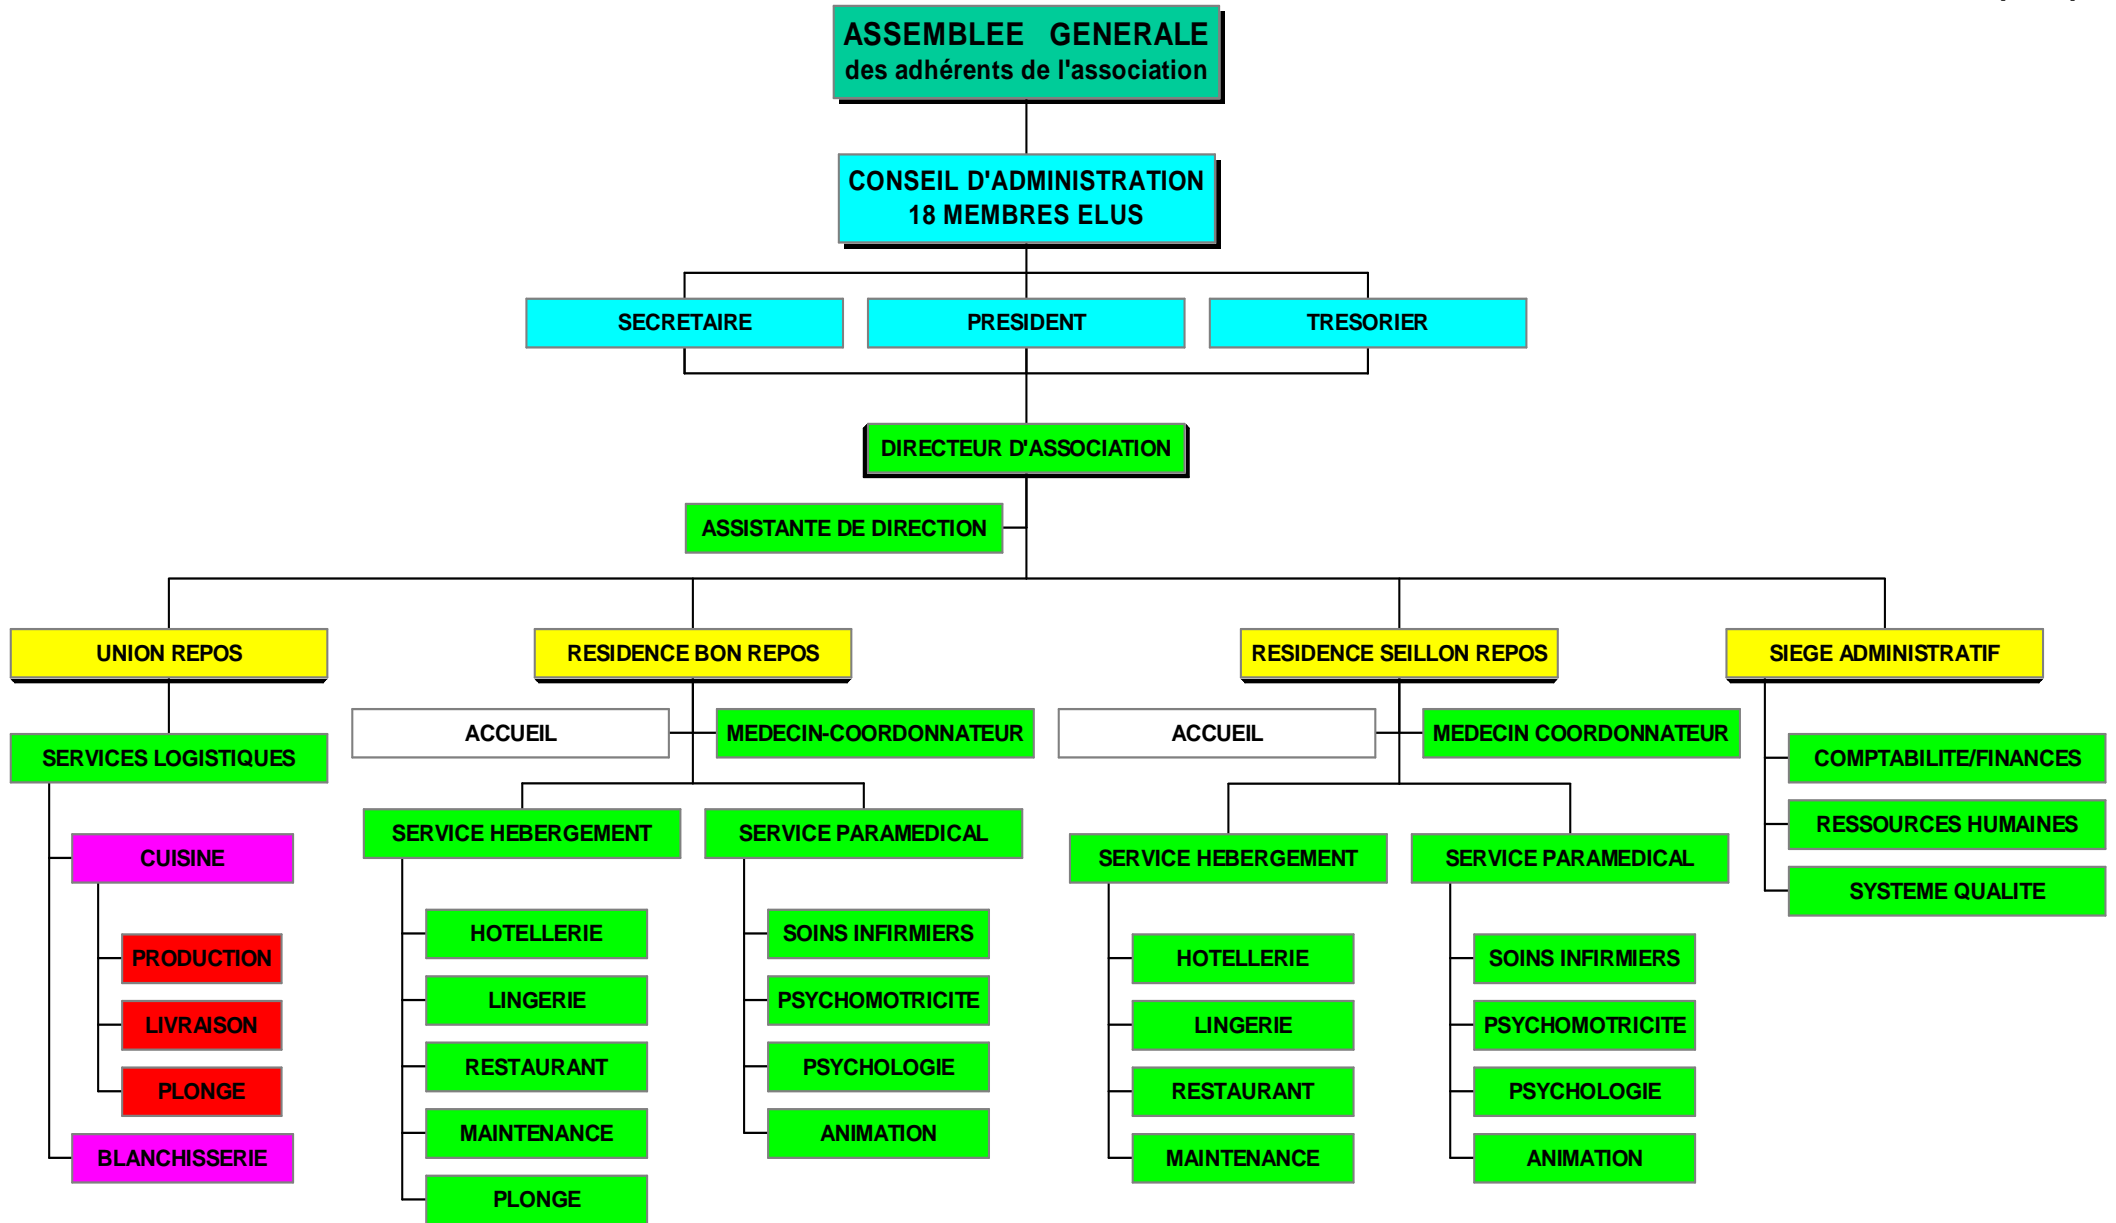 ASSEMBLEE GENERALE
des adhérents de l'association
CONSEIL D'ADMINISTRATION
18 MEMBRES ELUS
SECRETAIRE
PRESIDENT
TRESORIER
DIRECTEUR D'ASSOCIATION
ASSISTANTE DE DIRECTION
UNION REPOS
RESIDENCE BON REPOS
RESIDENCE SEILLON REPOS
SIEGE ADMINISTRATIF
SERVICES LOGISTIQUES
CUISINE
PRODUCTION
LIVRAISON
PLONGE
BLANCHISSERIE
ACCUEIL
MEDECIN-COORDONNATEUR
SERVICE HEBERGEMENT
HOTELLERIE
LINGERIE
RESTAURANT
MAINTENANCE
PLONGE
SERVICE PARAMEDICAL
SOINS INFIRMIERS
PSYCHOMOTRICITE
PSYCHOLOGIE
ANIMATION
ACCUEIL
MEDECIN COORDONNATEUR
SERVICE HEBERGEMENT
HOTELLERIE
LINGERIE
RESTAURANT
MAINTENANCE
SERVICE PARAMEDICAL
SOINS INFIRMIERS
PSYCHOMOTRICITE
PSYCHOLOGIE
ANIMATION
COMPTABILITE/FINANCES
RESSOURCES HUMAINES
SYSTEME QUALITE